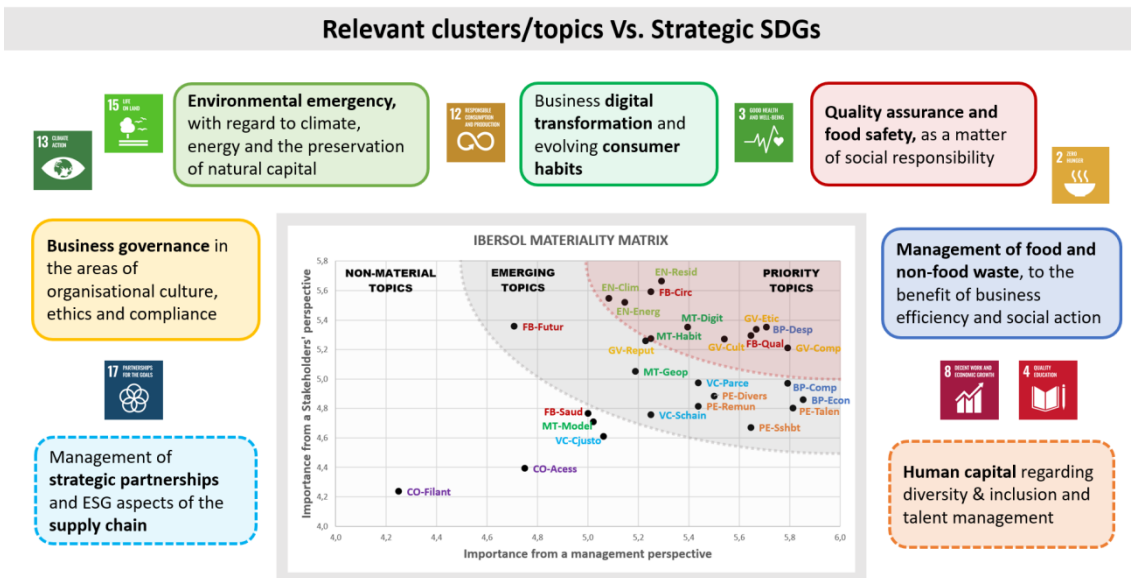 Relevant clusters/topics Vs. Strategic SDGs
13 CLIMATE
ACTION
15 LIFE
ON LAND
Environmental emergency,
with regard to climate,
energy and the preservation
of natural capital
12 RESPONSIBLE
CONSUMPTION
AND PRODUCTION
Business digital
transformation and
evolving consumer
habits
3 GOOD HEALTH
AND WELL-BEING
Quality assurance and
food safety, as a matter
of social responsibility
2 ZERO
HUNGER
Business governance in
the areas of
organisational culture,
ethics and compliance
17 PARTNERSHIPS
FOR THE GOALS
Management of
strategic partnerships
and ESG aspects of the
supply chain
IBERSOL MATERIALITY MATRIX
Importance from a Stakeholders' perspective
5,8
5,6
5,4
5,2
5,0
4,8
4,6
4,4
4,2
4,0
NON-MATERIAL
TOPICS
EMERGING
TOPICS
PRIORITY
TOPICS
EN-Resid
EN-Clim
FB-Circ
EN-Energ
FB-Futur
MT-Digit
GV-Etic
BP-Desp
MT-Habit
GV-Reput
GV-Cult
FB-Qual
GV-Comp
MT-Geop
VC-Parce
BP-Comp
PE-Divers
BP-Econ
PE-Remun
PE-Talen
FB-Saud
VC-Schain
MT-Model
PE-Sshbt
VC-Cjusto
CO-Acess
CO-Filant
4,0
4,2
4,4
4,6
4,8
5,0
5,2
5,4
5,6
5,8
6,0
Importance from a management perspective
Management of food and
non-food waste, to the
benefit of business
efficiency and social action
8 DECENT WORK AND
ECONOMIC GROWTH
4 QUALITY
EDUCATION
Human capital regarding
diversity & inclusion and
talent management